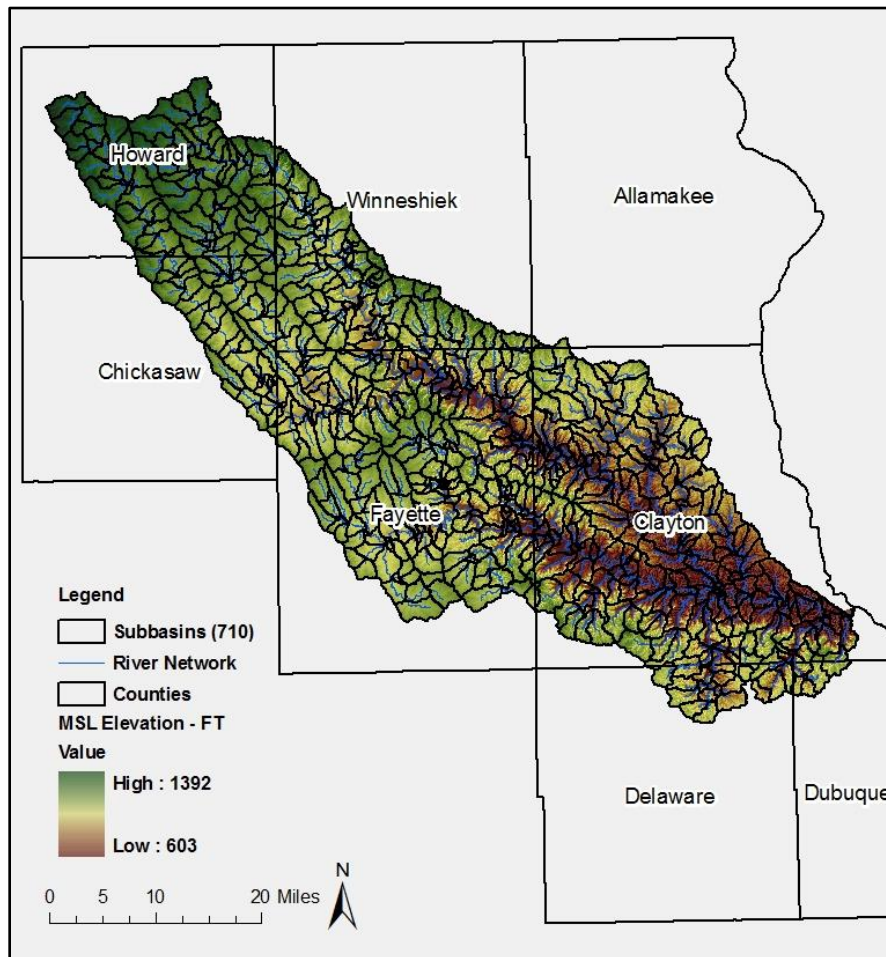 Howard
Winneshiek
Allamakee
Chickasaw
Fayette
Clayton
Legend
Subbasins (710)
River Network
Counties
MSL Elevation - FT
Value
High : 1392
Low : 603
Delaware
Dubuque
N
0 5 10 20 Miles